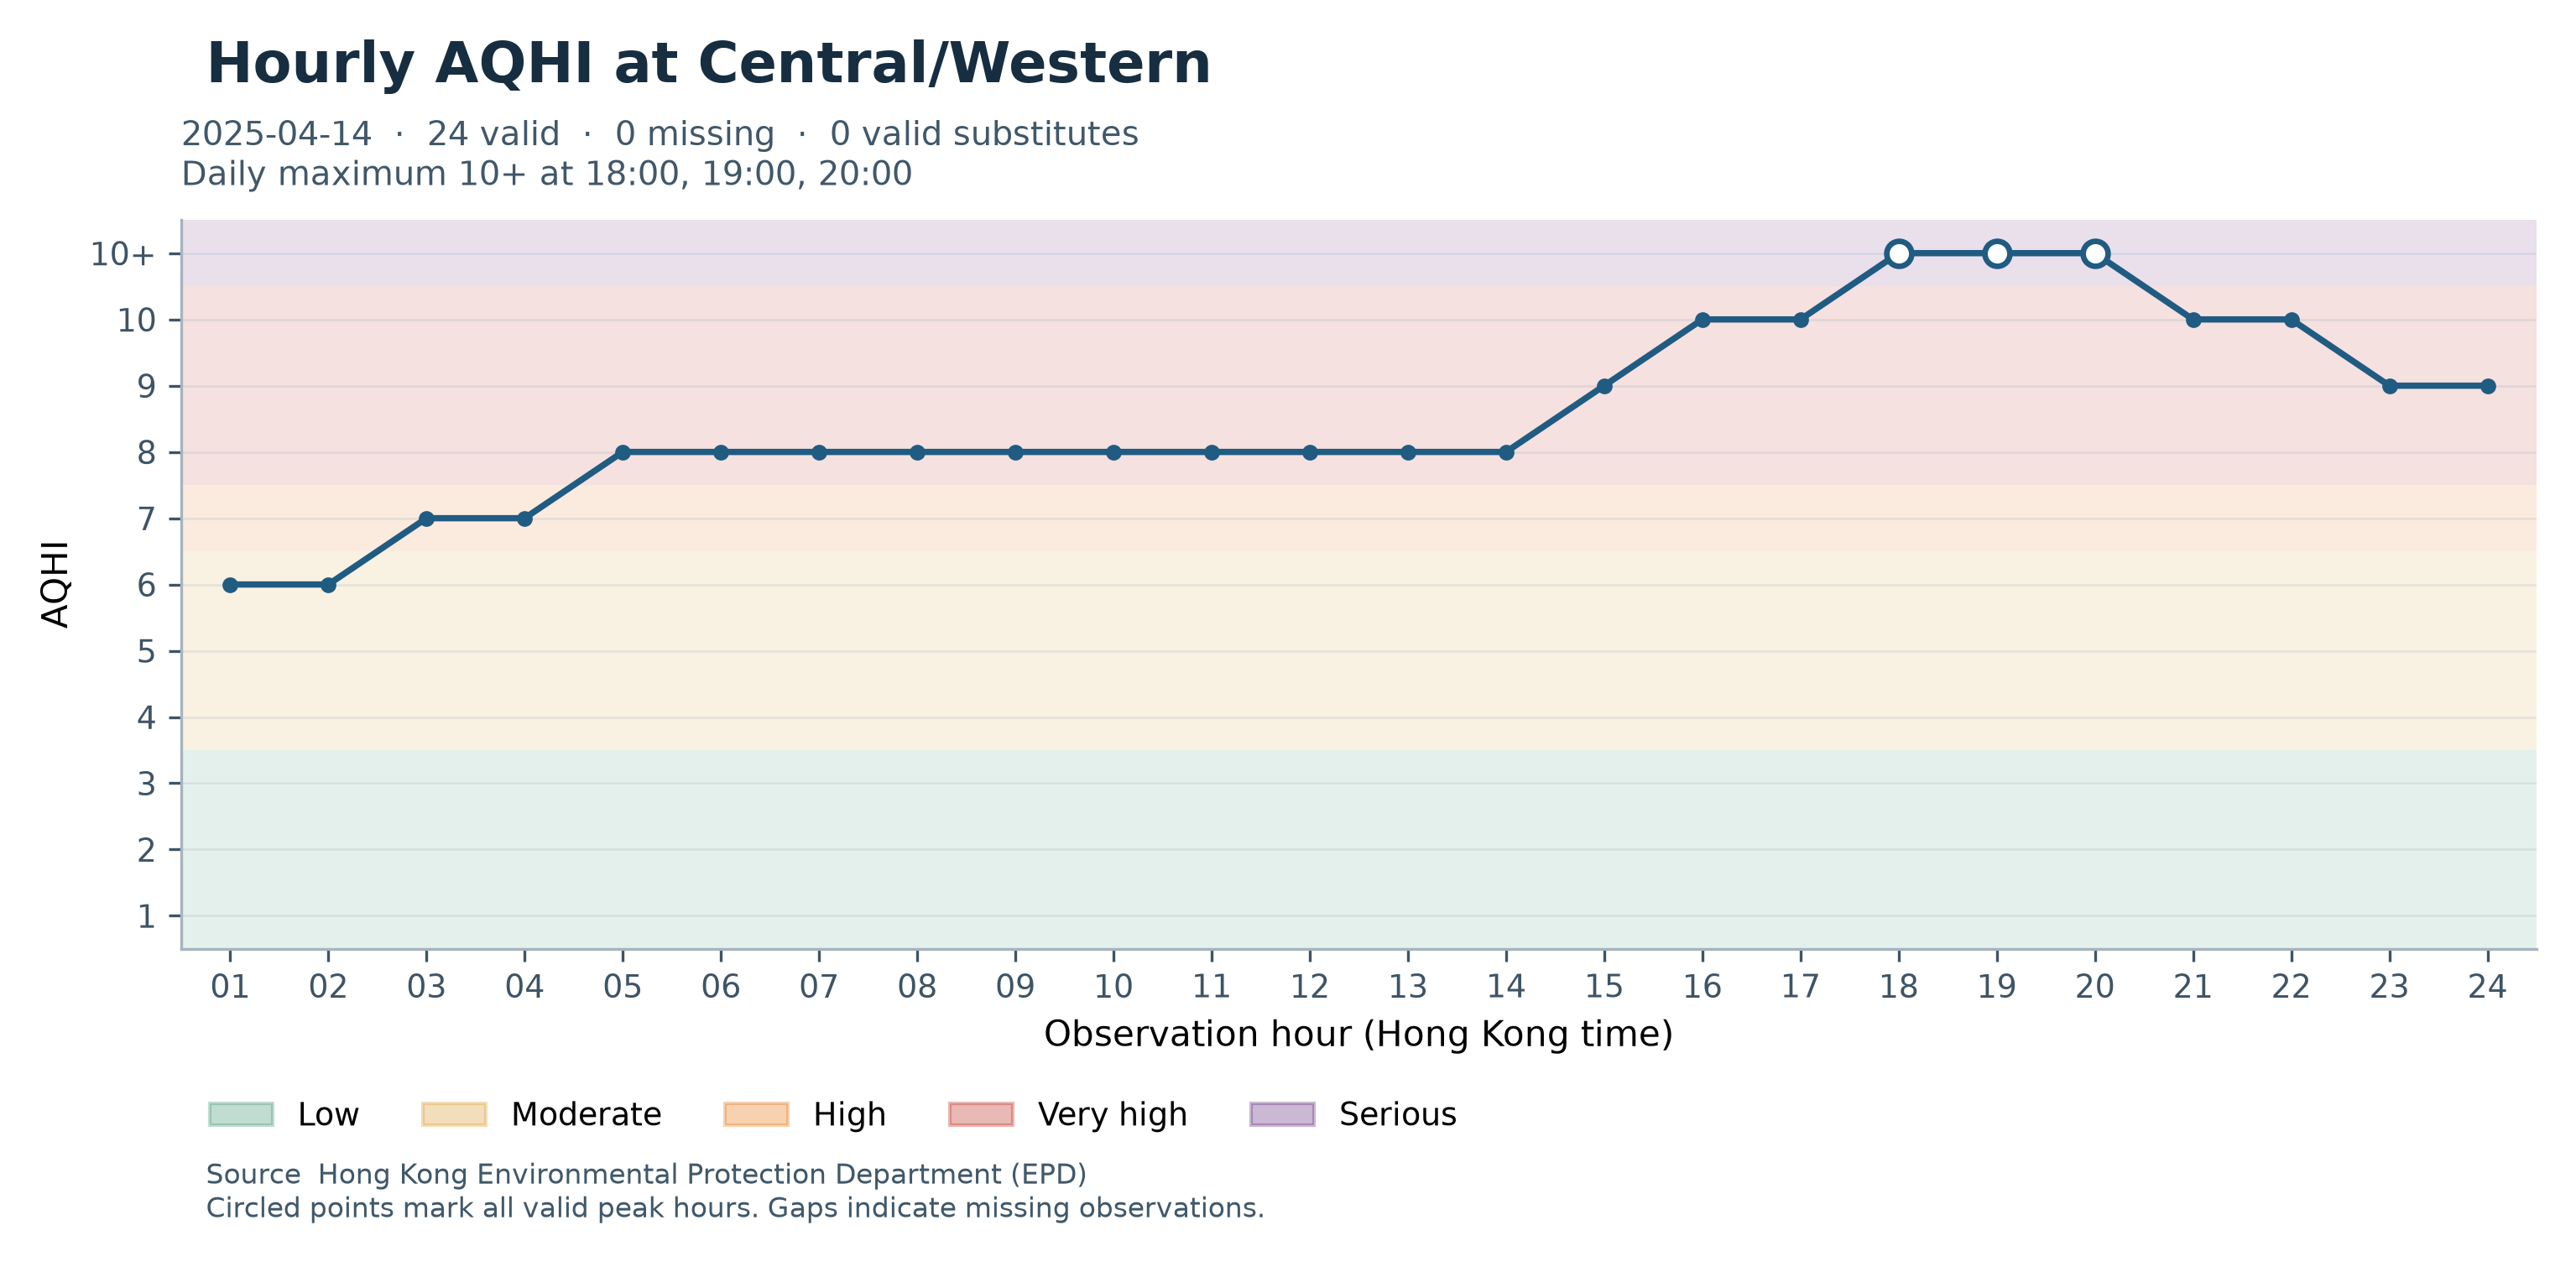 Hourly AQHI at Central/Western
2025-04-14 · 24 valid · 0 missing · 0 valid substitutes
Daily maximum 10+ at 18:00, 19:00, 20:00
10+
10
9
8
7
6
5
4
3
2
1
AQHI
01 02 03 04 05 06 07 08 09 10 11 12 13 14 15 16 17 18 19 20 21 22 23 24
Observation hour (Hong Kong time)
Low Moderate High Very high Serious
Source Hong Kong Environmental Protection Department (EPD)
Circled points mark all valid peak hours. Gaps indicate missing observations.